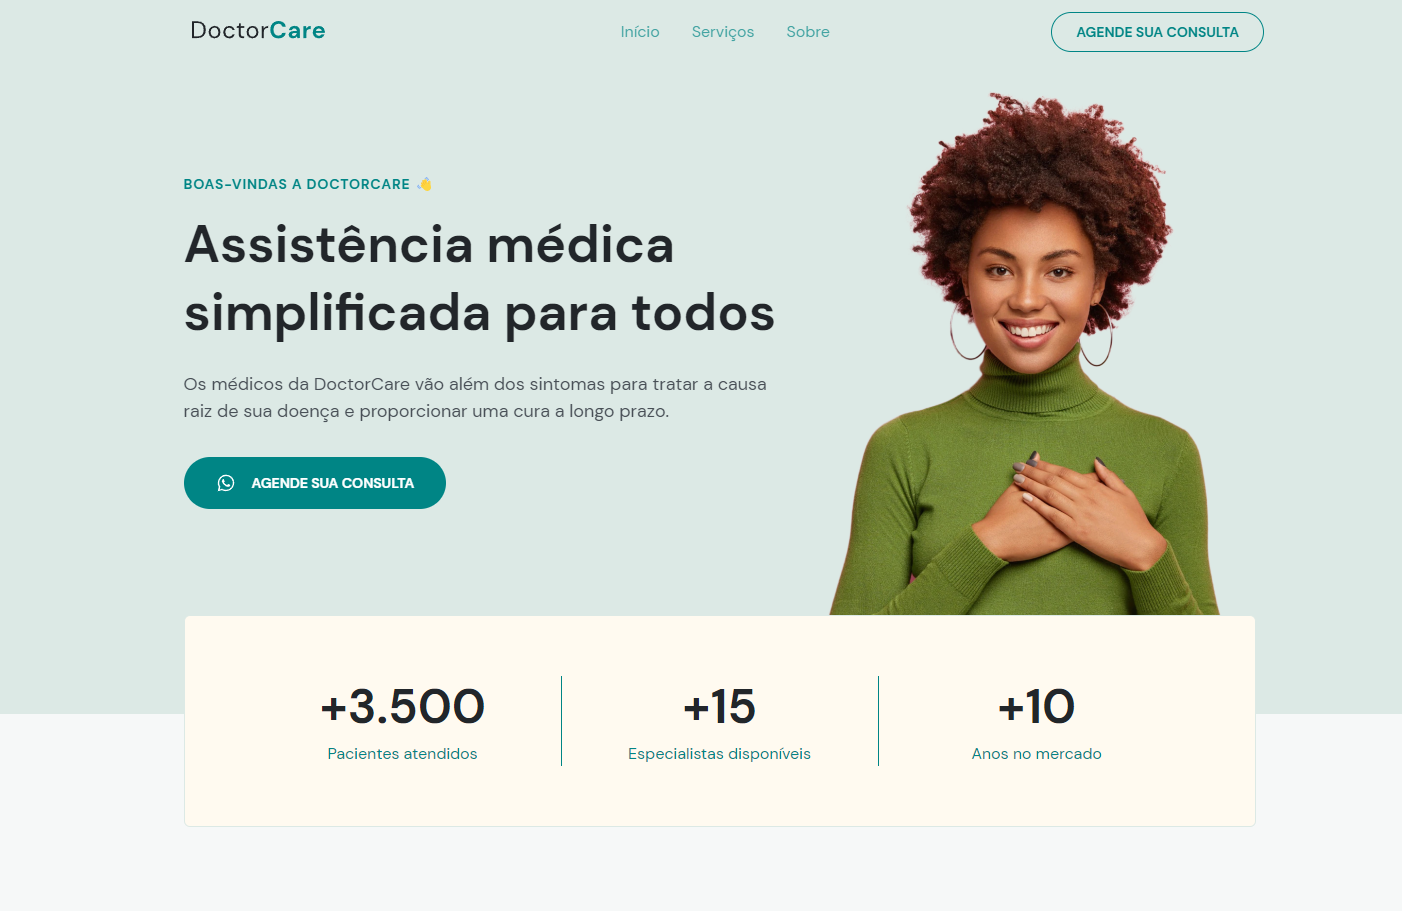 DoctorCare
Início Serviços Sobre
AGENDE SUA CONSULTA
BOAS-VINDAS A DOCTORCARE 👋
Assistência médica
simplificada para todos
Os médicos da DoctorCare vão além dos sintomas para tratar a causa
raiz de sua doença e proporcionar uma cura a longo prazo.
AGENDE SUA CONSULTA
+3.500
Pacientes atendidos
+15
Especialistas disponíveis
+10
Anos no mercado